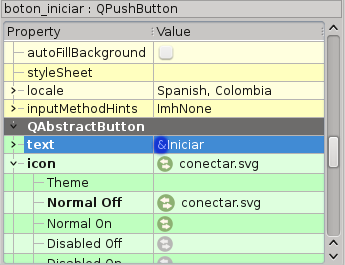 boton_iniciar : QPushButton
Property Value
autoFillBackground
styleSheet
locale Spanish, Colombia
inputMethodHints ImhNone
QAbstractButton
text &Iniciar
icon conectar.svg
Theme
Normal Off conectar.svg
Normal On
Disabled Off
Disabled On